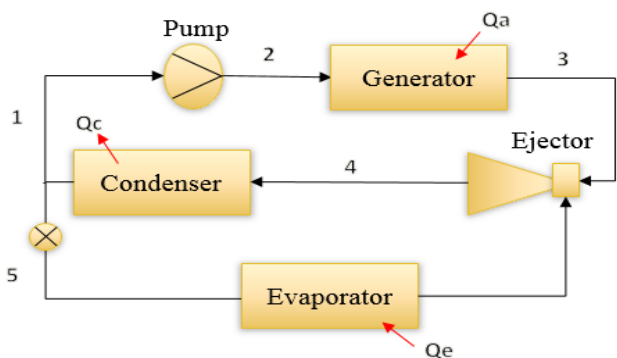 Pump
Qa
2
Generator
3
1
Qc
Ejector
Condenser
4
5
Evaporator
Qe